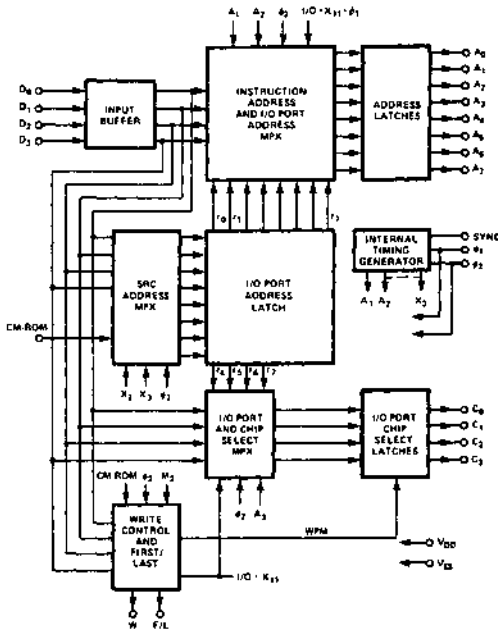 A1 A2 ϕ2 I/O · X31 · ϕ1
D0
D1
D2
D3
INPUT
BUFFER
INSTRUCTION
ADDRESS
AND I/O PORT
ADDRESS
MPX
ADDRESS
LATCHES
A0
A1
A2
A3
A4
A5
A6
A7
r0 r1 r3
SRC
ADDRESS
MPX
I/O PORT
ADDRESS
LATCH
INTERNAL
TIMING
GENERATOR
SYNC
ϕ1
ϕ2
A1 A2 X3
CM-ROM
X2 X3 ϕ2
r4 r5 r6 r7
I/O PORT
AND CHIP
SELECT
MPX
I/O PORT
CHIP
SELECT
LATCHES
C0
C1
C2
C3
CM-ROM ϕ2 M2
ϕ2 A3
WRITE
CONTROL
AND
FIRST/
LAST
WPM
VDD
VSS
W F/L